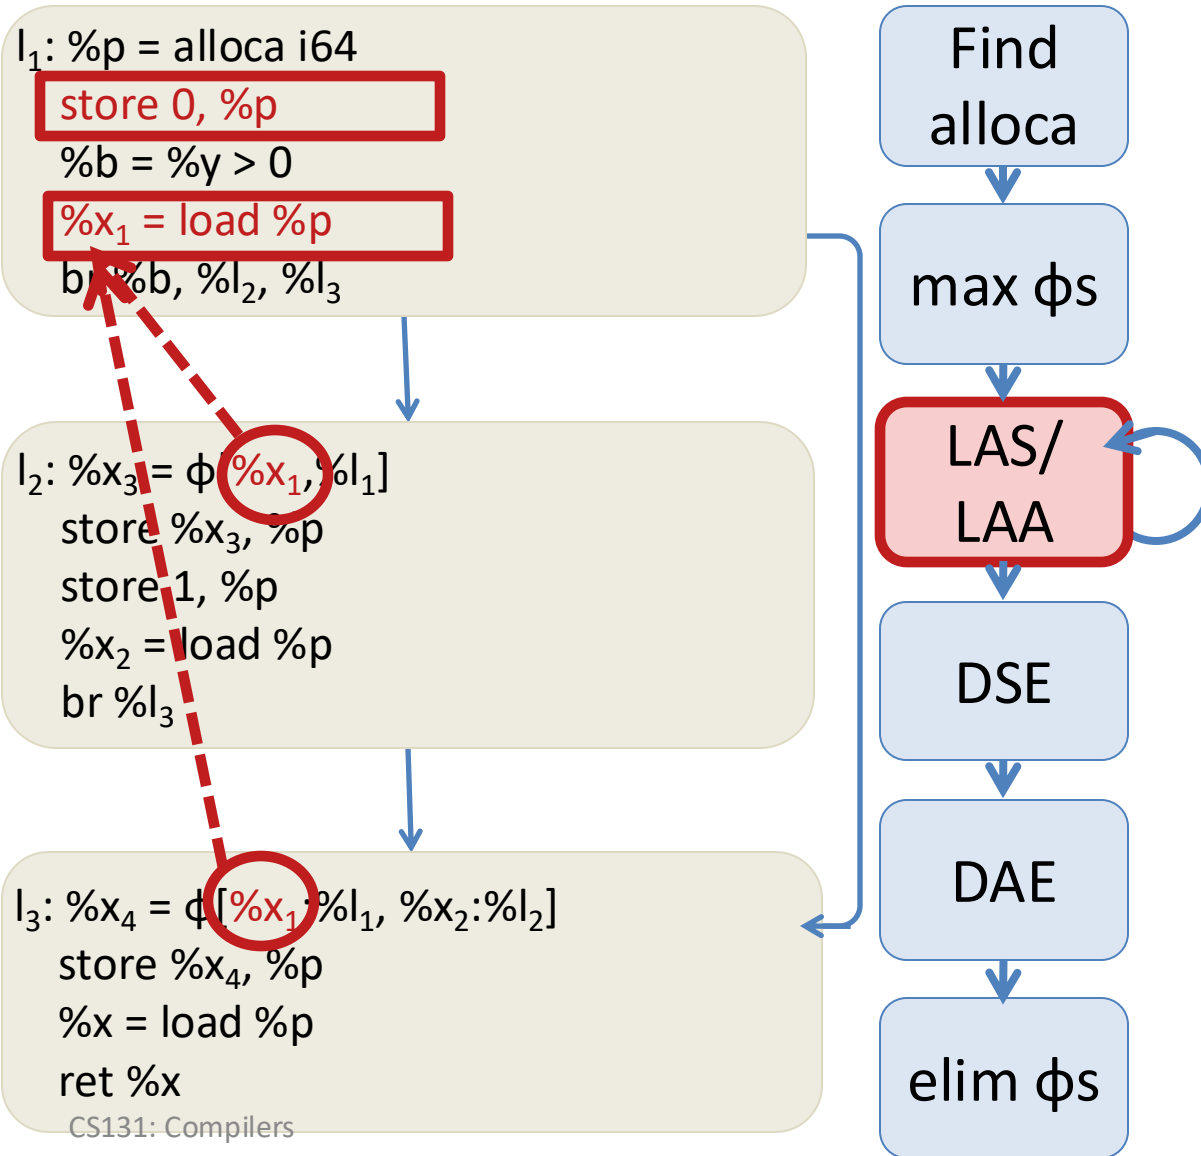 l₁: %p = alloca i64
store 0, %p
%b = %y > 0
%x₁ = load %p
br %b, %l₂, %l₃
l₂: %x₃ = ϕ[%x₁,%l₁]
store %x₃, %p
store 1, %p
%x₂ = load %p
br %l₃
l₃: %x₄ = ϕ[%x₁:%l₁, %x₂:%l₂]
store %x₄, %p
%x = load %p
ret %x
CS131: Compilers
Find
alloca
max ϕs
LAS/
LAA
DSE
DAE
elim ϕs